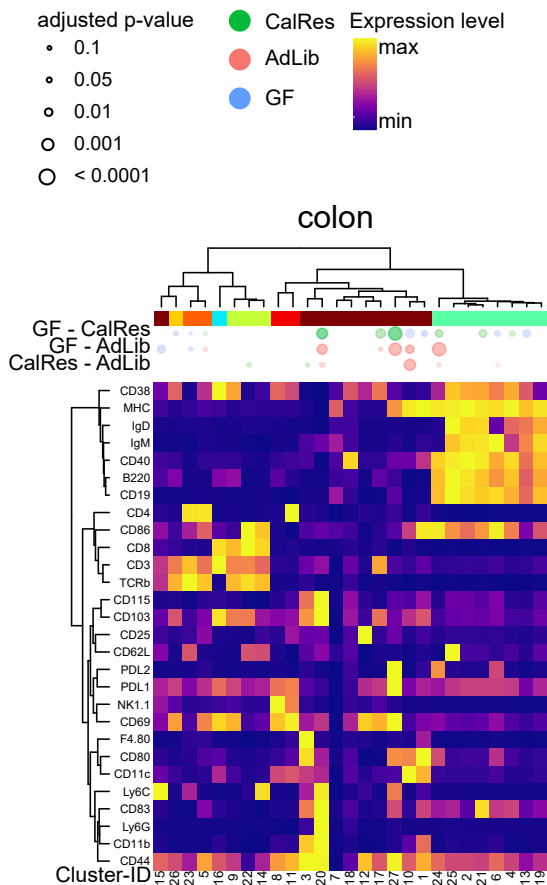 adjusted p-value
0.1
0.05
0.01
0.001
< 0.0001
CalRes
AdLib
GF
Expression level
max
min
colon
GF - CalRes
GF - AdLib
CalRes - AdLib
CD38
MHC
IgD
IgM
CD40
B220
CD19
CD4
CD86
CD8
CD3
TCRb
CD115
CD103
CD25
CD62L
PDL2
PDL1
NK1.1
CD69
F4.80
CD80
CD11c
Ly6C
CD83
Ly6G
CD11b
CD44
Cluster-ID 15 26 23 5 16 9 22 14 8 11 3 20 7 18 12 17 27 10 1 24 25 2 21 6 4 13 19